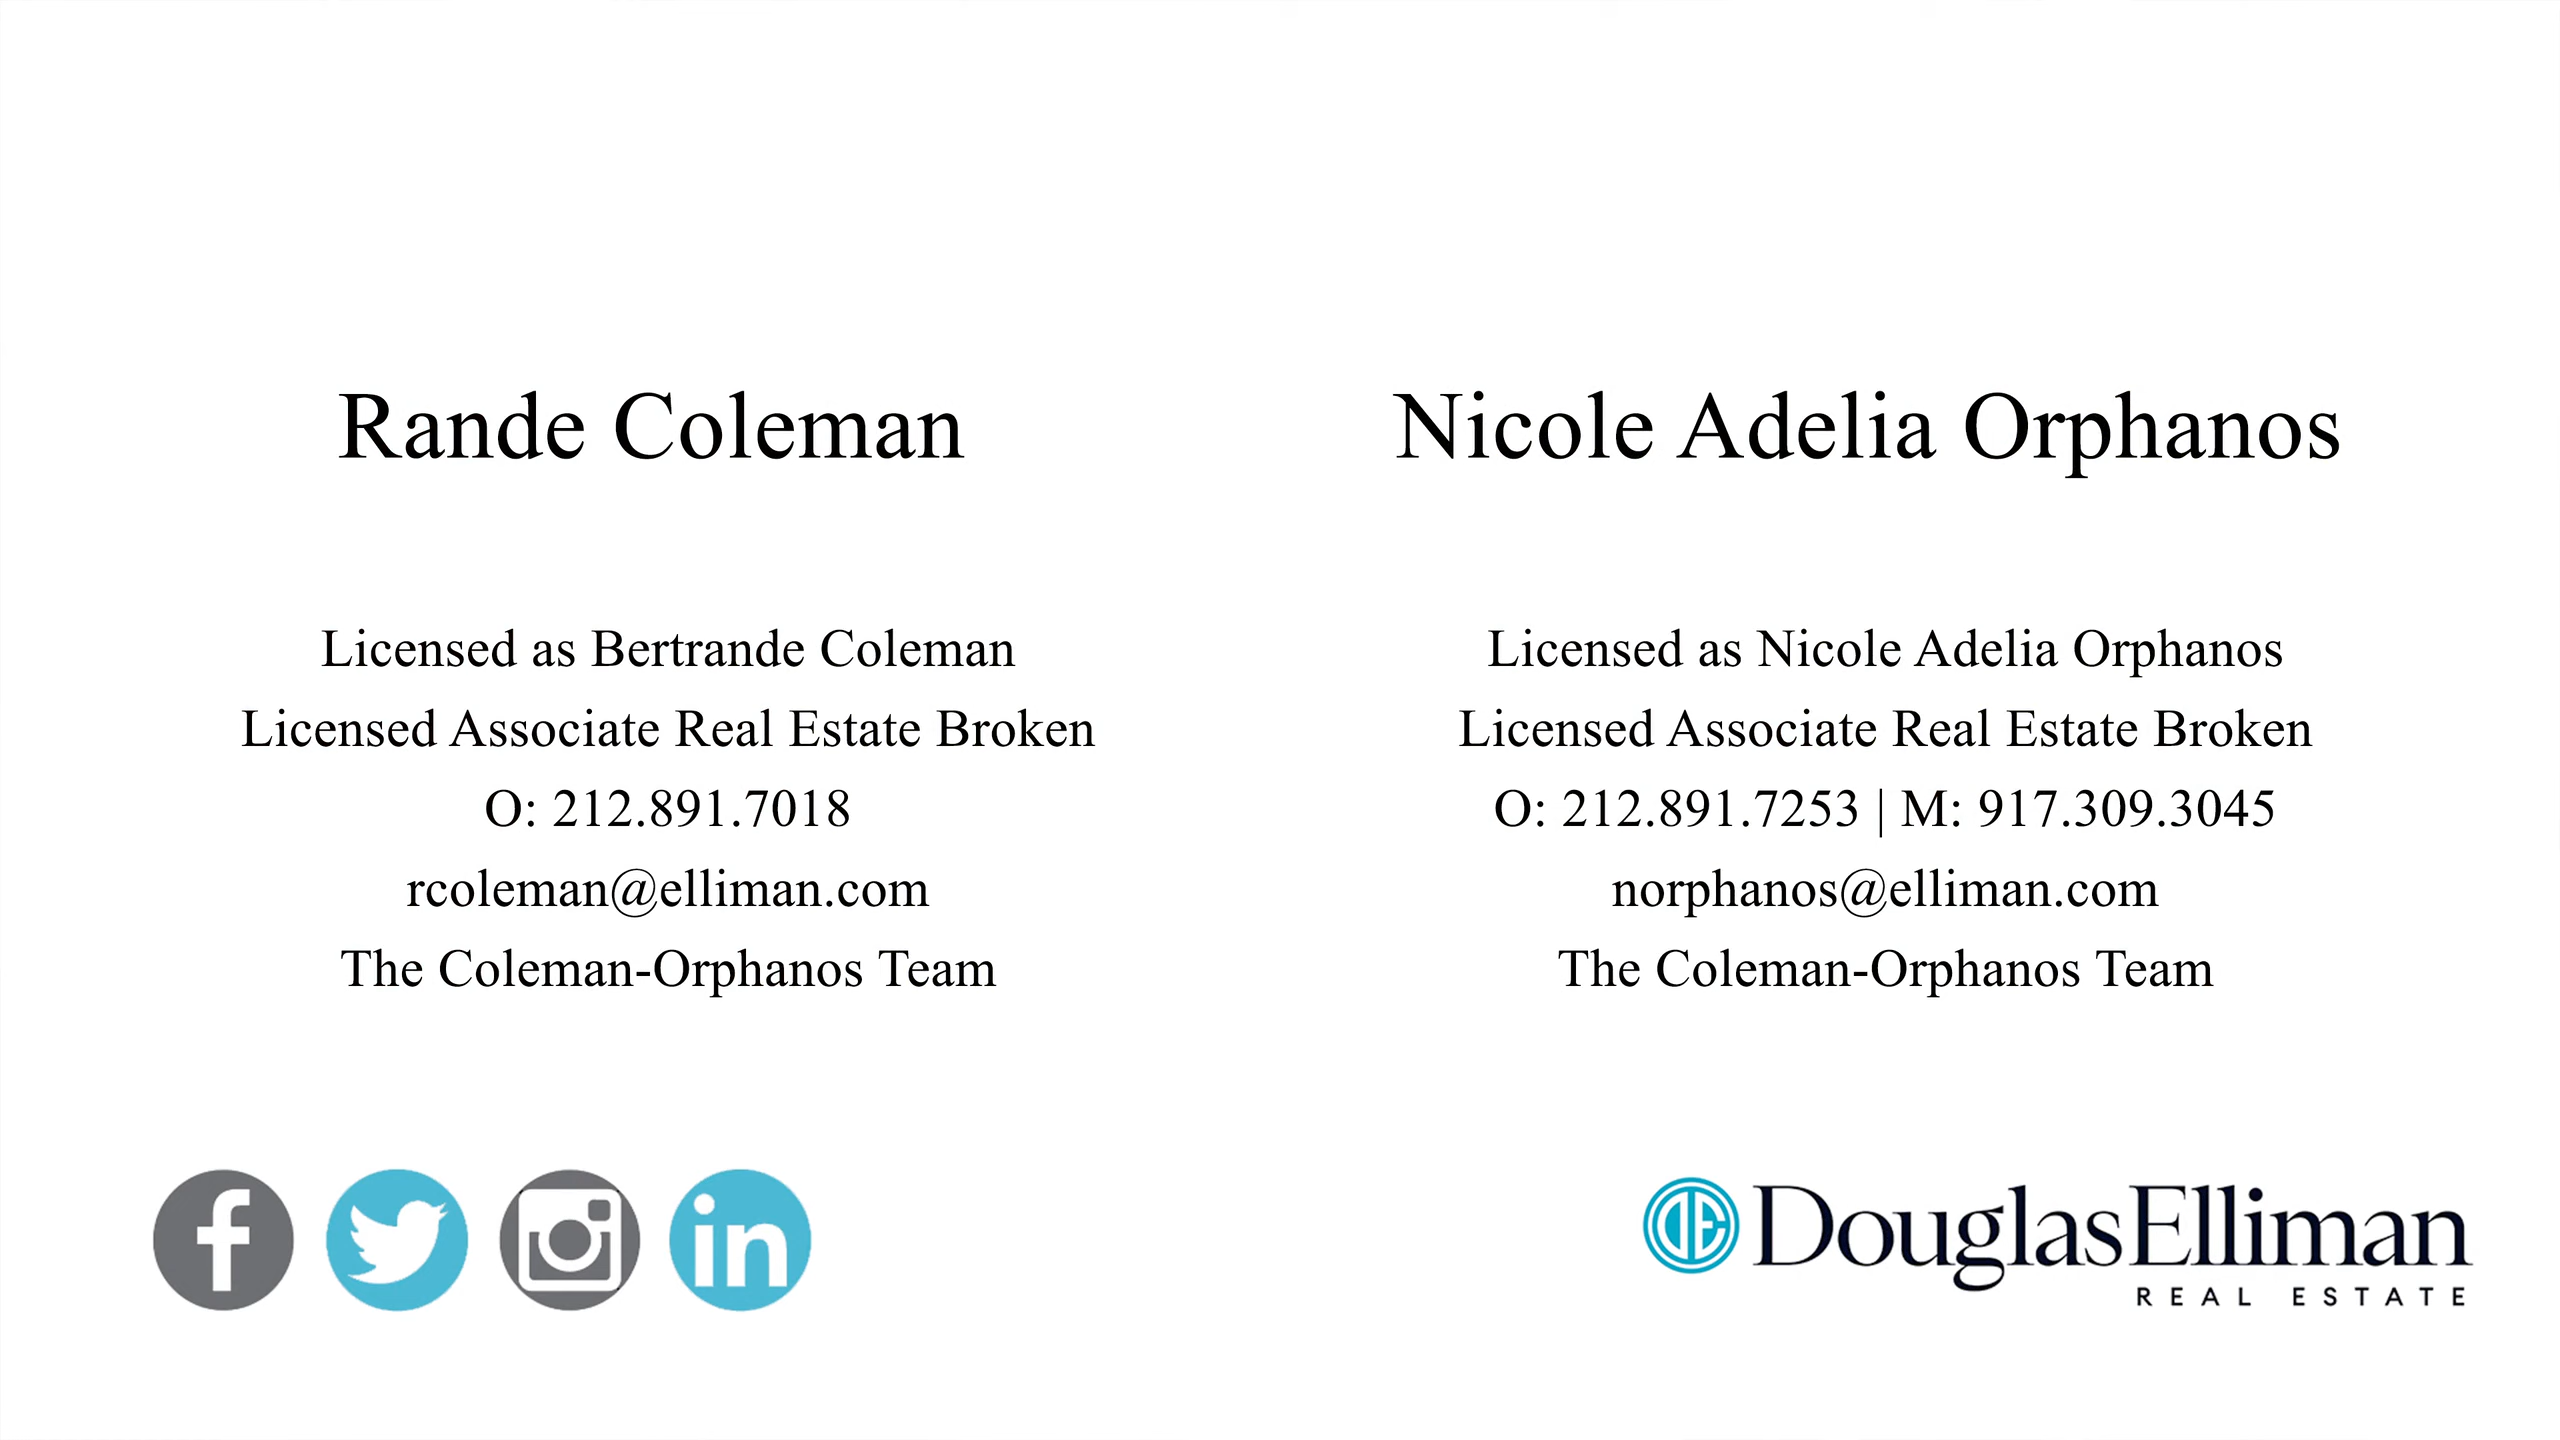 Rande Coleman
Licensed as Bertrande Coleman
Licensed Associate Real Estate Broken
O: 212.891.7018
rcoleman@elliman.com
The Coleman-Orphanos Team
Nicole Adelia Orphanos
Licensed as Nicole Adelia Orphanos
Licensed Associate Real Estate Broken
O: 212.891.7253 | M: 917.309.3045
norphanos@elliman.com
The Coleman-Orphanos Team
f
in
DE
DouglasElliman
REAL ESTATE